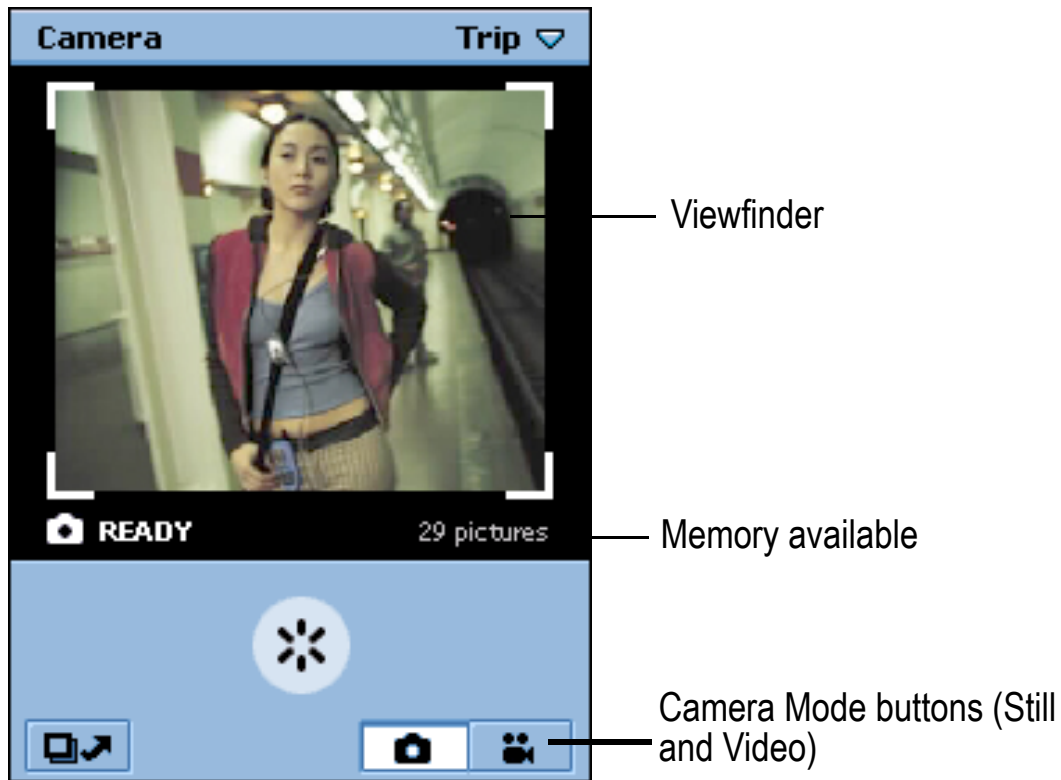 Camera Trip
Viewfinder
READY 29 pictures
Memory available
Camera Mode buttons (Still
and Video)